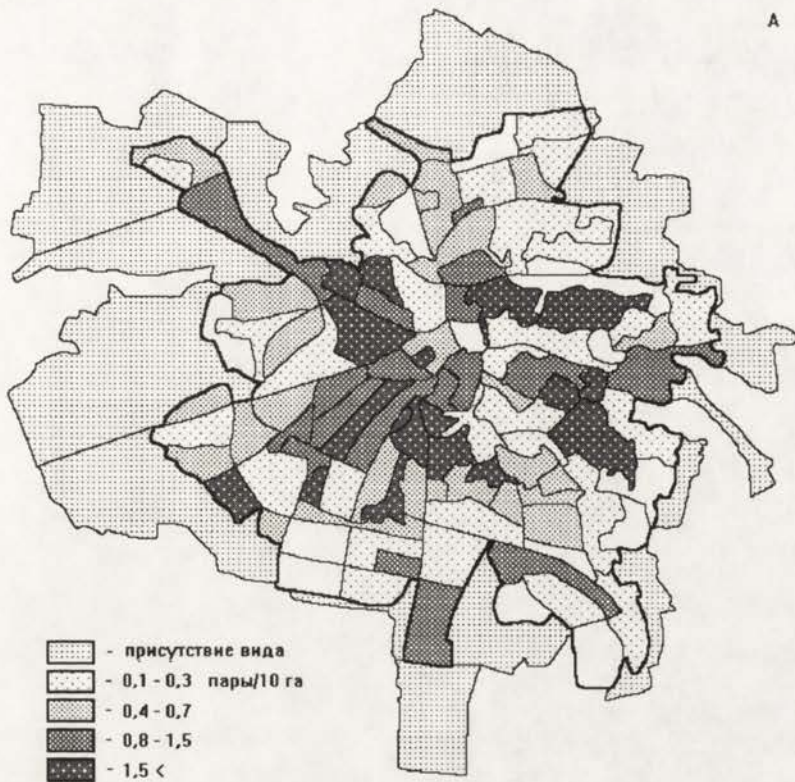 А
- присутствие вида
- 0,1 - 0,3 пары/10 га
- 0,4 - 0,7
- 0,8 - 1,5
- 1,5 <